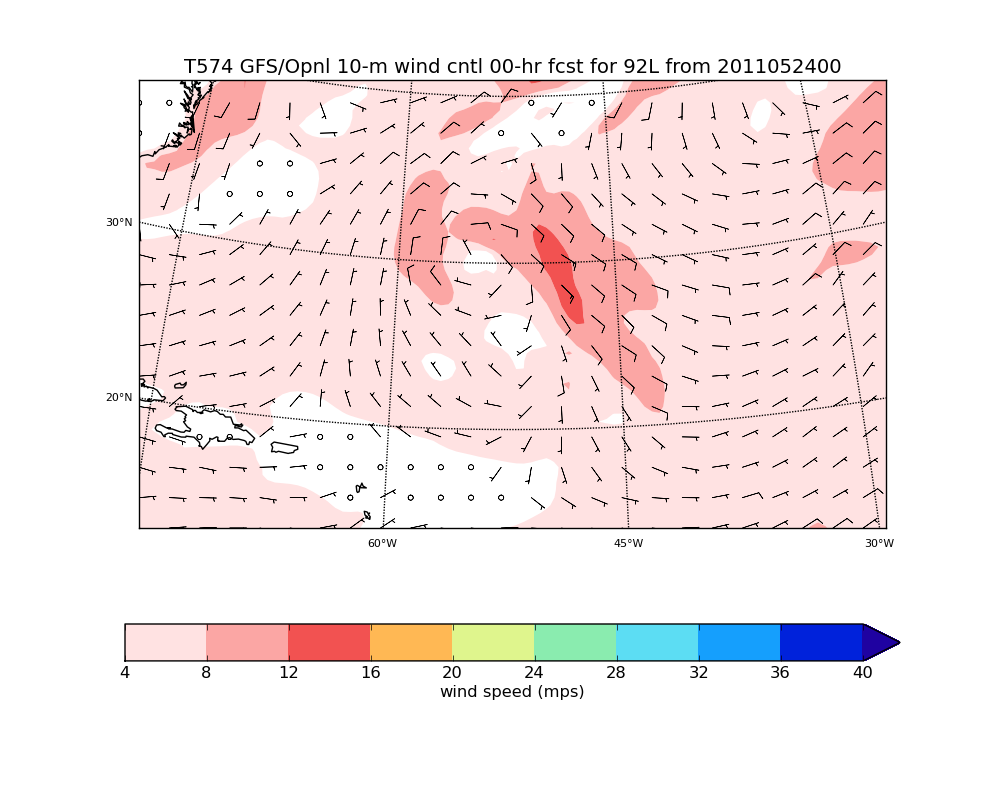 T574 GFS/Opnl 10-m wind cntl 00-hr fcst for 92L from 2011052400
30°N
20°N
60°W 45°W 30°W
4 8 12 16 20 24 28 32 36 40
wind speed (mps)